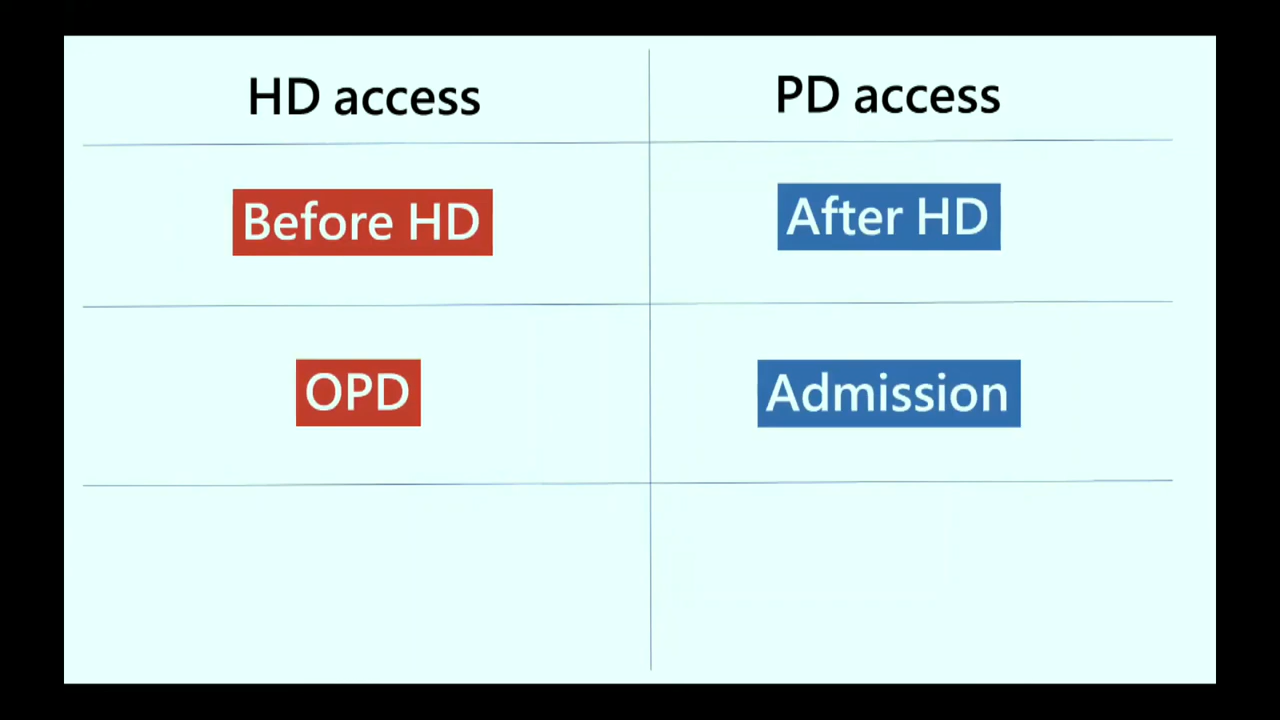 HD access
PD access
Before HD
After HD
OPD
Admission